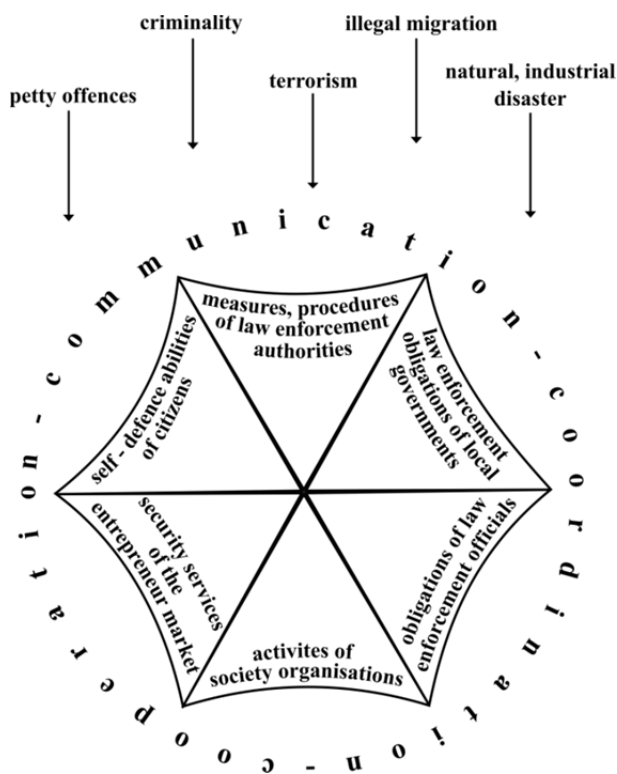 criminality
illegal migration
petty offences
terrorism
natural, industrial
disaster
communication-coordination-cooperation-
measures, procedures
of law enforcement
authorities
law enforcement
obligations of local
governments
obligations of law
enforcement officials
activites of
society organisations
security services
of the
entrepreneur market
self - defence abilities
of citizens